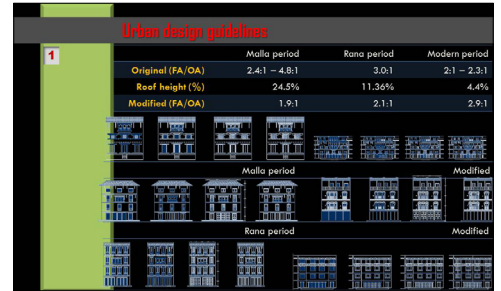 Urban design guidelines
1
Malla period Rana period Modern period
Original (FA/OA) 2.4:1 – 4.8:1 3.0:1 2:1 – 2.3:1
Roof height (%) 24.5% 11.36% 4.4%
Modified (FA/OA) 1.9:1 2.1:1 2.9:1
Malla period Modified
Rana period Modified